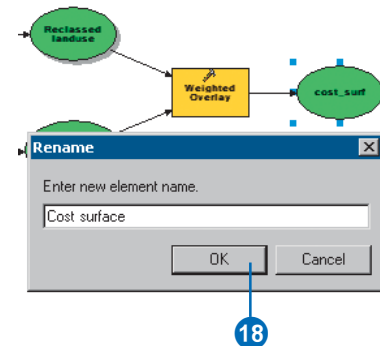 Reclassed
landuse
Weighted
Overlay
cost_surf
Rename
Enter new element name.
Cost surface
OK
Cancel
18